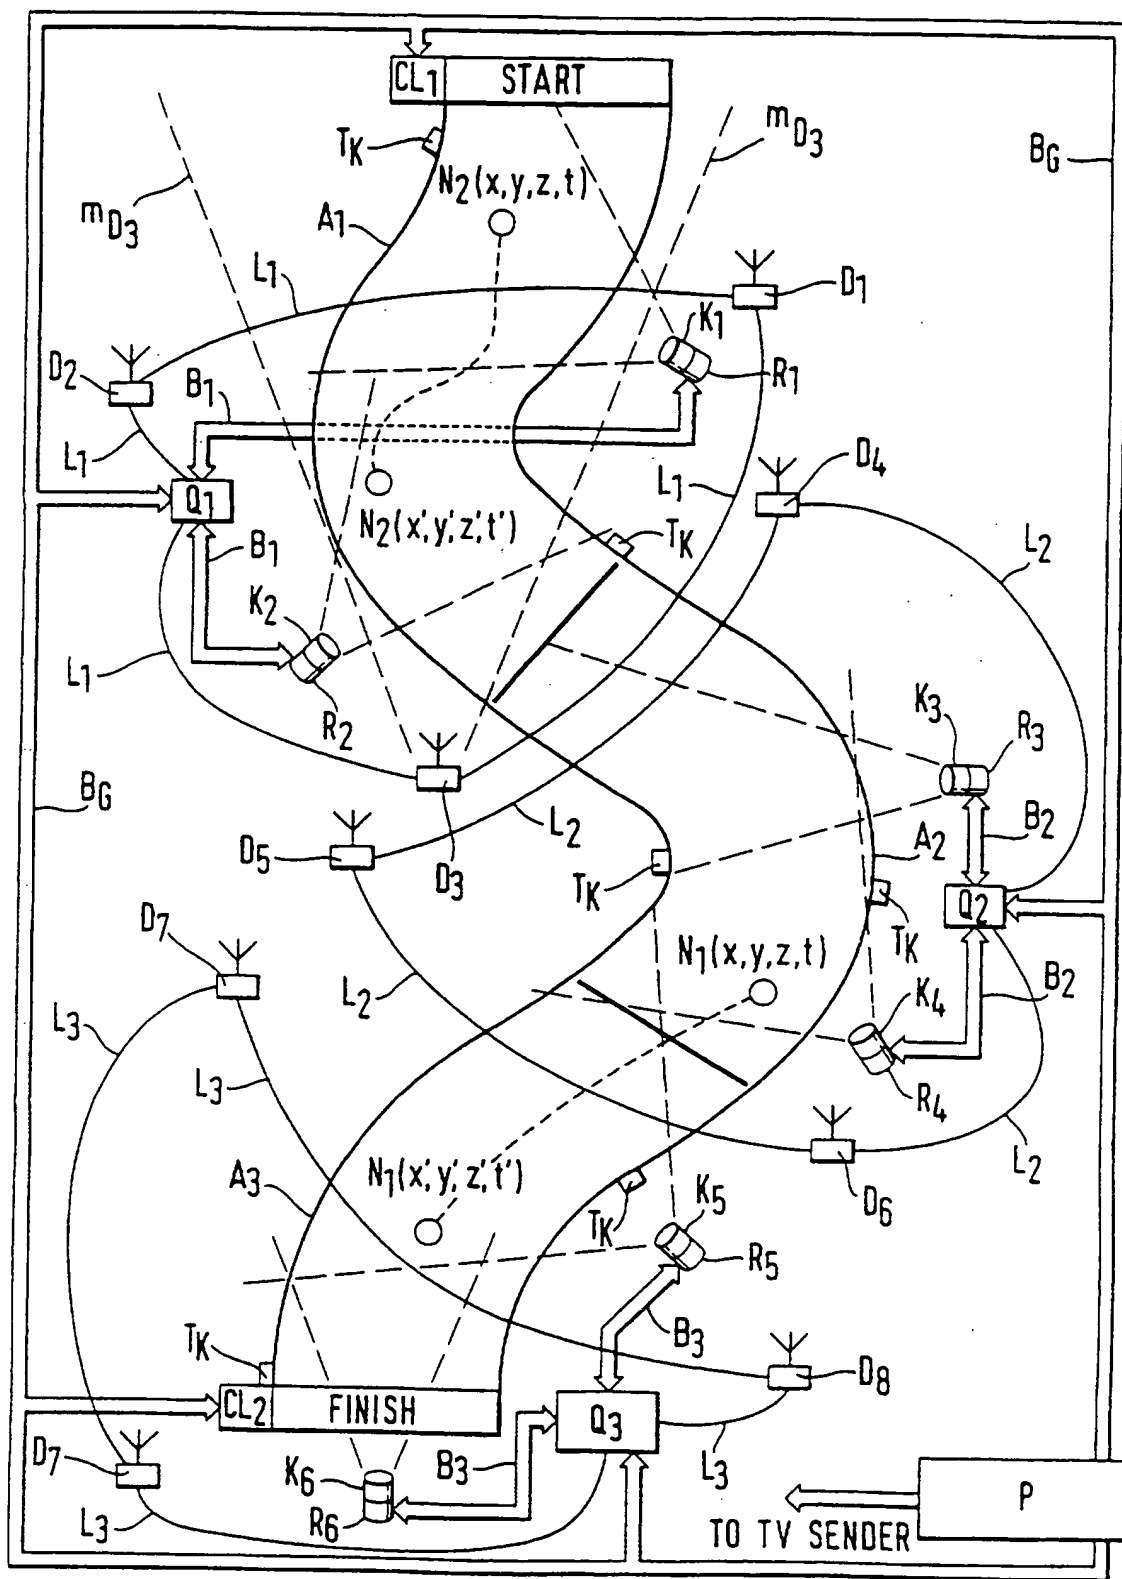 CL1 START
TK
mD3
BG
N2(x,y,z,t)
mD3
A1
L1
D1
K1
D2
R1
B1
L1
D4
L1
Q1
N2(x',y',z',t')
TK
B1
L2
K2
L1
R2
K3
R3
BG
L2
B2
A2
D5
D3
TK
Q2
D7
TK
N1(x,y,z,t)
L2
B2
K4
L3
L3
R4
L2
N1(x',y',z',t')
A3
K5
D6
TK
R5
B3
TK
D8
CL2 FINISH
Q3
D7
B3
L3
K6
P
L3
R6
TO TV SENDER